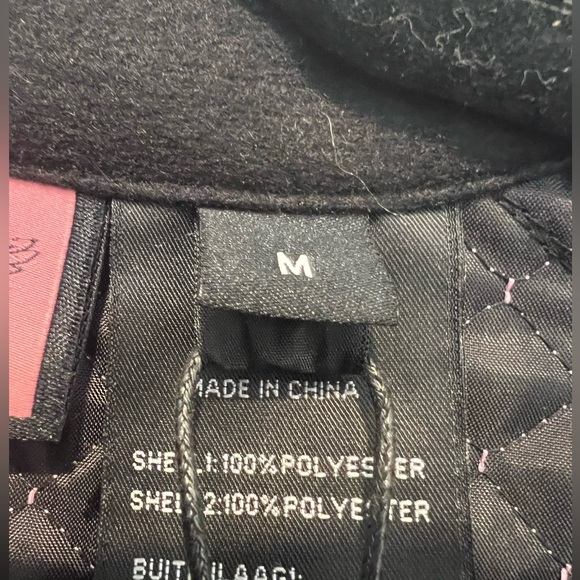 M
MADE IN CHINA
SHELL1:100%POLYESTER
SHELL2:100%POLYESTER